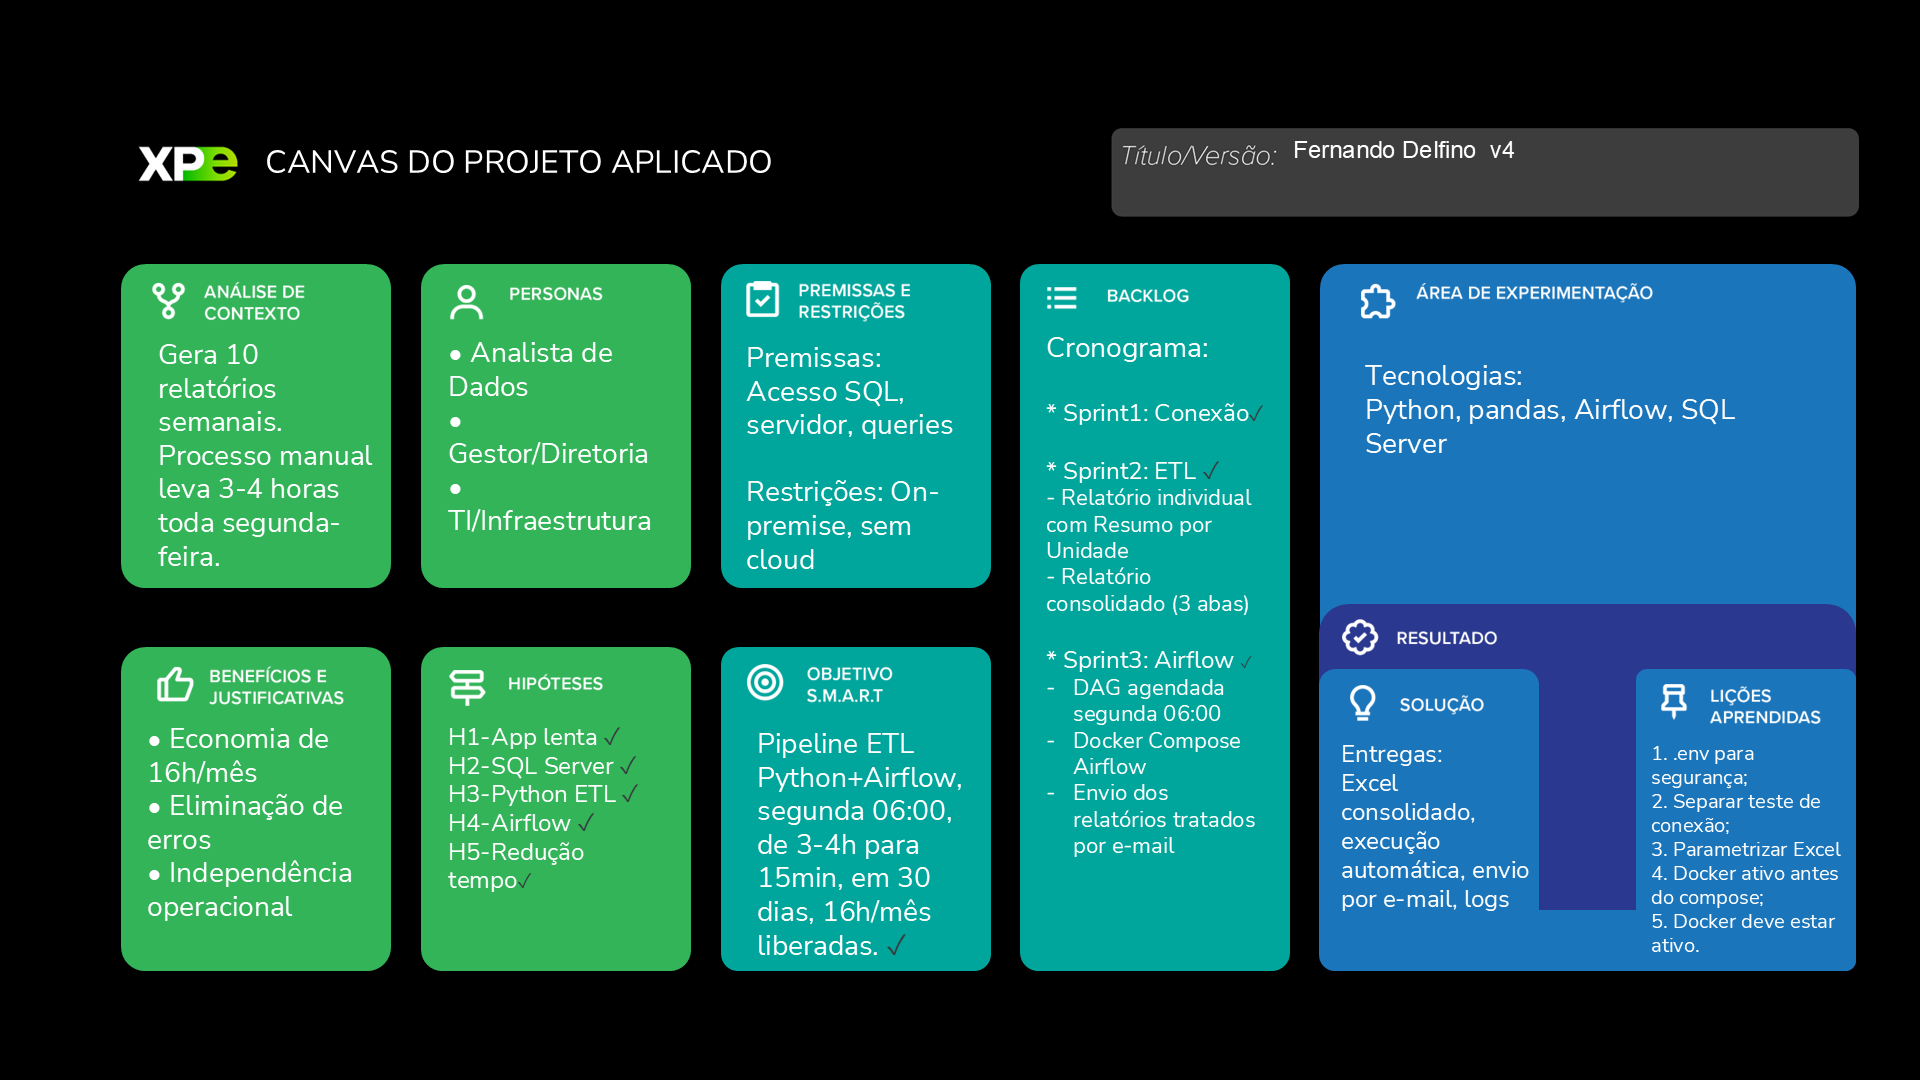 XPe CANVAS DO PROJETO APLICADO
Título/Versão: Fernando Delfino v4
ANÁLISE DE
CONTEXTO
Gera 10
relatórios
semanais.
Processo manual
leva 3-4 horas
toda segunda-
feira.
PERSONAS
● Analista de
Dados
●
Gestor/Diretoria
●
TI/Infraestrutura
PREMISSAS E
RESTRIÇÕES
Premissas:
Acesso SQL,
servidor, queries
Restrições: On-
premise, sem
cloud
BACKLOG
Cronograma:
* Sprint1: Conexão✓
* Sprint2: ETL ✓
- Relatório individual
com Resumo por
Unidade
- Relatório
consolidado (3 abas)
* Sprint3: Airflow ✓
- DAG agendada
segunda 06:00
- Docker Compose
Airflow
- Envio dos
relatórios tratados
por e-mail
ÁREA DE EXPERIMENTAÇÃO
Tecnologias:
Python, pandas, Airflow, SQL
Server
BENEFÍCIOS E
JUSTIFICATIVAS
● Economia de
16h/mês
● Eliminação de
erros
● Independência
operacional
HIPÓTESES
H1-App lenta ✓
H2-SQL Server ✓
H3-Python ETL ✓
H4-Airflow ✓
H5-Redução
tempo✓
OBJETIVO
S.M.A.R.T
Pipeline ETL
Python+Airflow,
segunda 06:00,
de 3-4h para
15min, em 30
dias, 16h/mês
liberadas. ✓
RESULTADO
SOLUÇÃO
Entregas:
Excel
consolidado,
execução
automática, envio
por e-mail, logs
LIÇÕES
APRENDIDAS
1. .env para
segurança;
2. Separar teste de
conexão;
3. Parametrizar Excel
4. Docker ativo antes
do compose;
5. Docker deve estar
ativo.